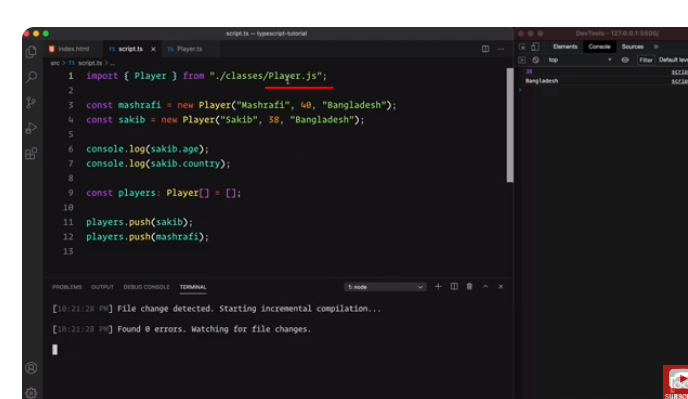 script.ts — typescript-tutorial
DevTools - 127.0.0.1:5500/
index.html TS script.ts × TS Player.ts
Elements Console Sources »
src > TS script.ts > ...
top Filter Default leve
1 import { Player } from "./classes/Player.js";
38 scrip
2
Bangladesh scrip
3 const mashrafi = new Player("Mashrafi", 40, "Bangladesh");
4 const sakib = new Player("Sakib", 38, "Bangladesh");
5
6 console.log(sakib.age);
7 console.log(sakib.country);
8
9 const players: Player[] = [];
10
11 players.push(sakib);
12 players.push(mashrafi);
13
PROBLEMS OUTPUT DEBUG CONSOLE TERMINAL 1: node
[10:21:28 PM] File change detected. Starting incremental compilation...
[10:21:28 PM] Found 0 errors. Watching for file changes.
SUBSC